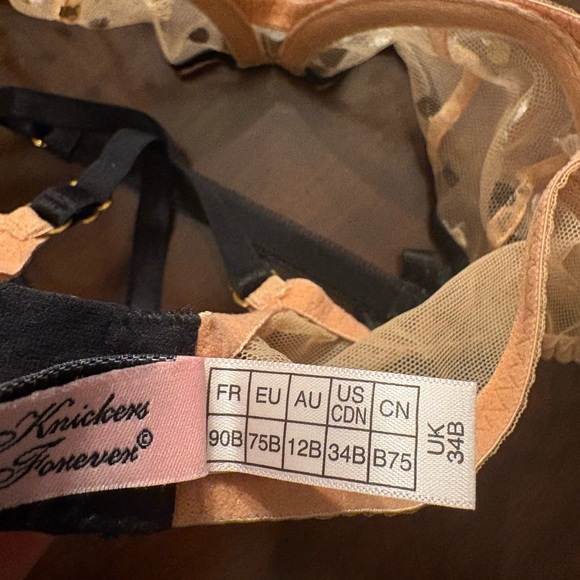 Knickers
Forever©
FR EU AU US CDN CN
90B 75B 12B 34B B75
UK 34B